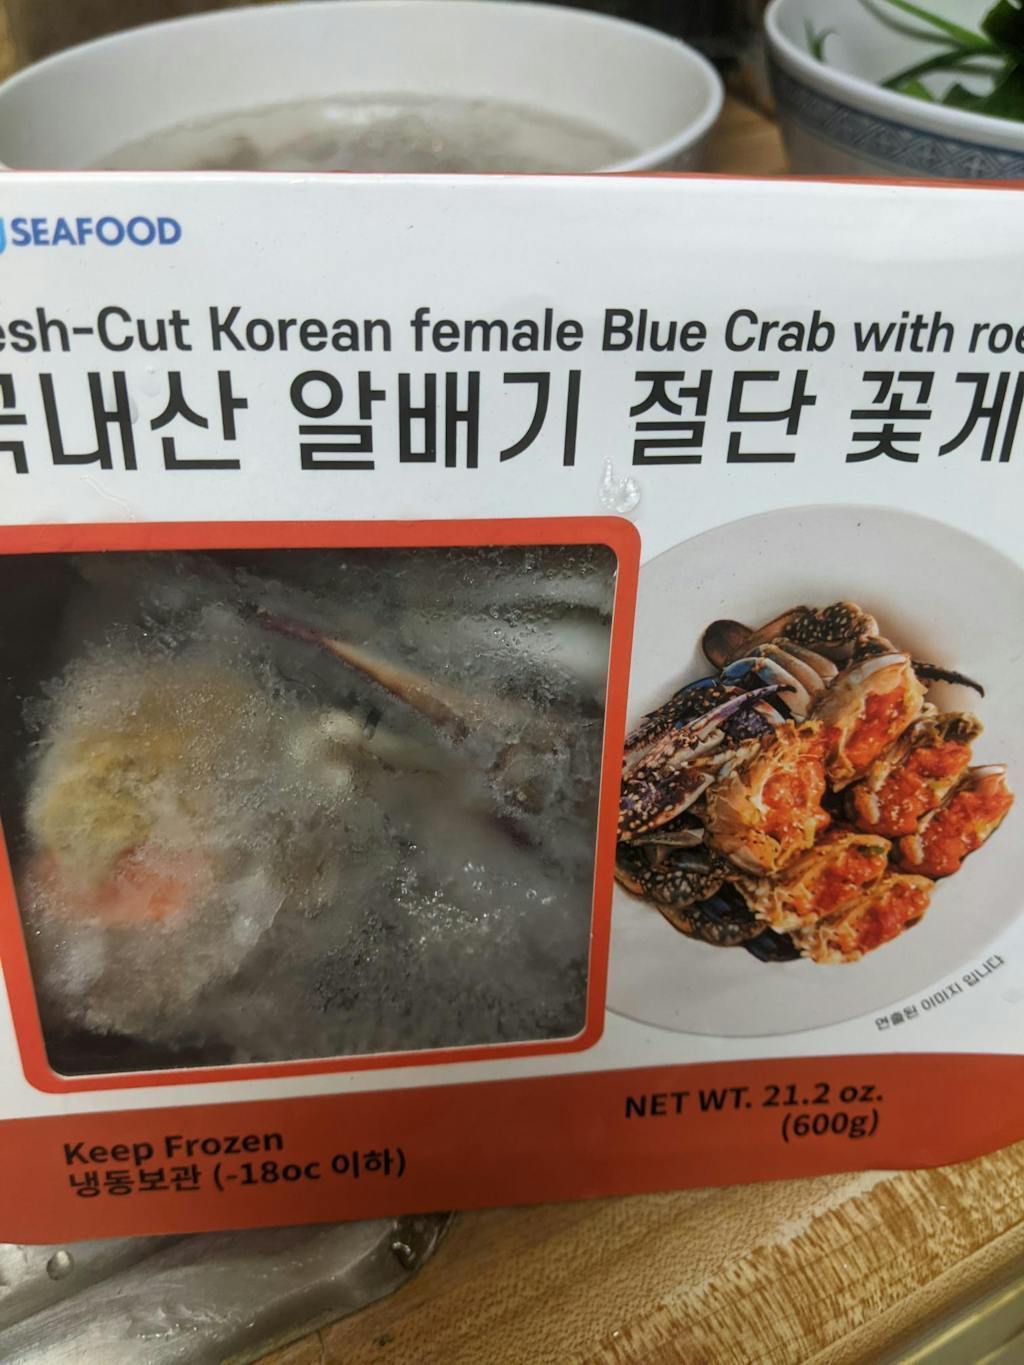 SEAFOOD
esh-Cut Korean female Blue Crab with roe
국내산 알배기 절단 꽃게
연출된 이미지 입니다
NET WT. 21.2 oz.
(600g)
Keep Frozen
냉동보관 (-18oc 이하)